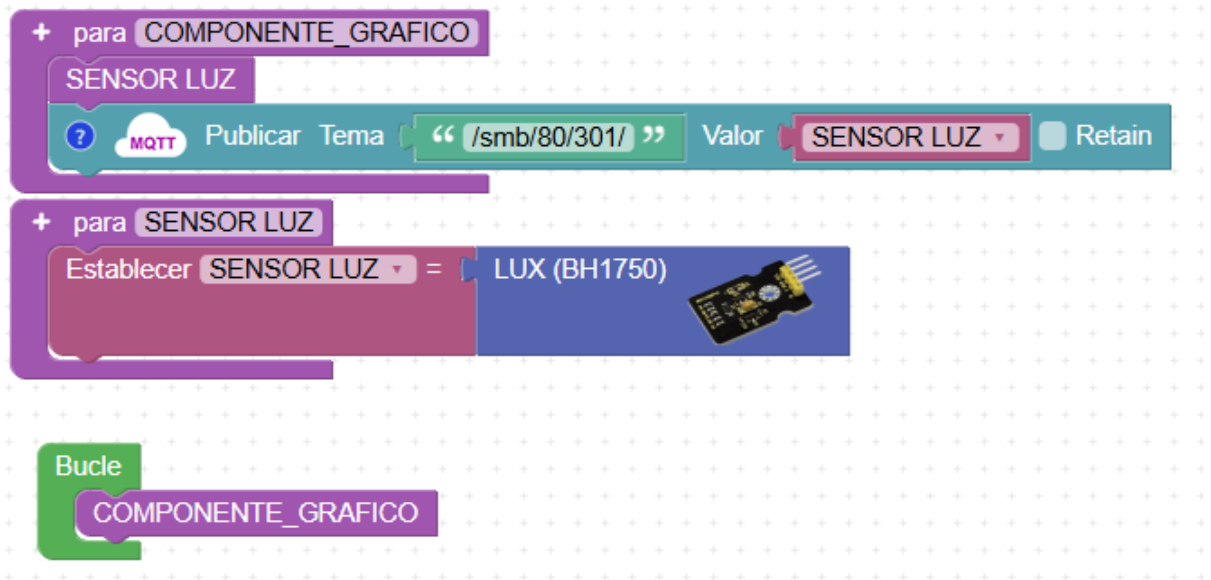 + para COMPONENTE_GRAFICO
SENSOR LUZ
? MQTT Publicar Tema “ /smb/80/301/ ” Valor SENSOR LUZ Retain
+ para SENSOR LUZ
Establecer SENSOR LUZ = LUX (BH1750)
Bucle
COMPONENTE_GRAFICO